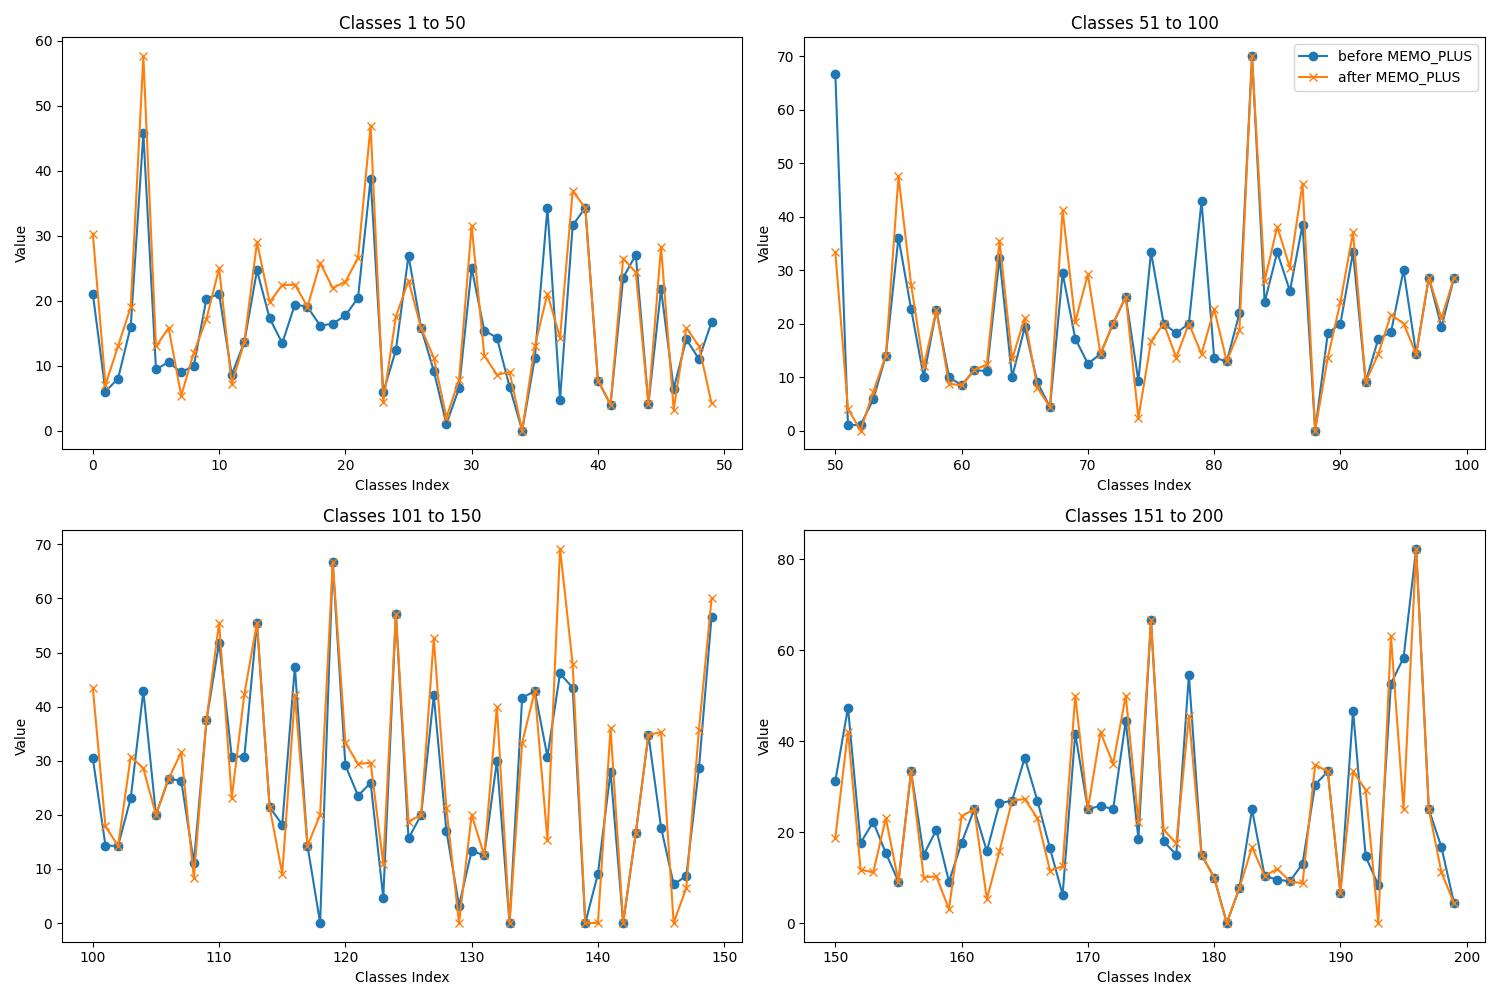 Classes 1 to 50
60
50
40
30
20
10
0
Value
0 10 20 30 40 50
Classes Index
Classes 51 to 100
before MEMO_PLUS
after MEMO_PLUS
70
60
50
40
30
20
10
0
Value
50 60 70 80 90 100
Classes Index
Classes 101 to 150
70
60
50
40
30
20
10
0
Value
100 110 120 130 140 150
Classes Index
Classes 151 to 200
80
60
40
20
0
Value
150 160 170 180 190 200
Classes Index